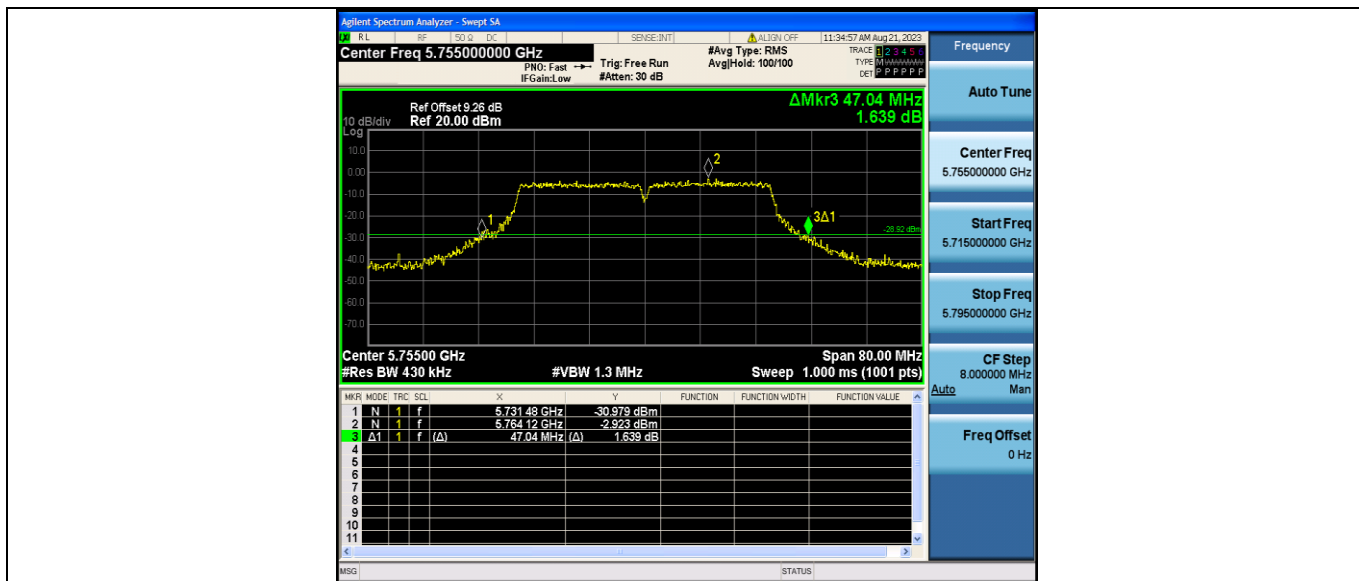 Agilent Spectrum Analyzer - Swept SA
RL RF 50 Ω DC SENSE:INT ALIGN OFF 11:34:57 AM Aug 21, 2023
Center Freq 5.755000000 GHz
PNO: Fast
IFGain:Low
Trig: Free Run
#Atten: 30 dB
#Avg Type: RMS
Avg|Hold: 100/100
TRACE 1 2 3 4 5 6
TYPE M
DET P P P P P P
ΔMkr3 47.04 MHz
1.639 dB
Ref Offset 9.26 dB
10 dB/div Ref 20.00 dBm
Log
10.0
0.00
-10.0
-20.0
-30.0
-40.0
-50.0
-60.0
-70.0
1
2
3Δ1
-28.92 dBm
Center 5.75500 GHz Span 80.00 MHz
#Res BW 430 kHz #VBW 1.3 MHz Sweep 1.000 ms (1001 pts)
MKR MODE TRC SCL X Y FUNCTION FUNCTION WIDTH FUNCTION VALUE
1 N 1 f 5.731 48 GHz -30.979 dBm
2 N 1 f 5.764 12 GHz -2.923 dBm
3 Δ1 1 f (Δ) 47.04 MHz (Δ) 1.639 dB
4
5
6
7
8
9
10
11
MSG STATUS
Frequency
Auto Tune
Center Freq
5.755000000 GHz
Start Freq
5.715000000 GHz
Stop Freq
5.795000000 GHz
CF Step
8.000000 MHz
Auto Man
Freq Offset
0 Hz